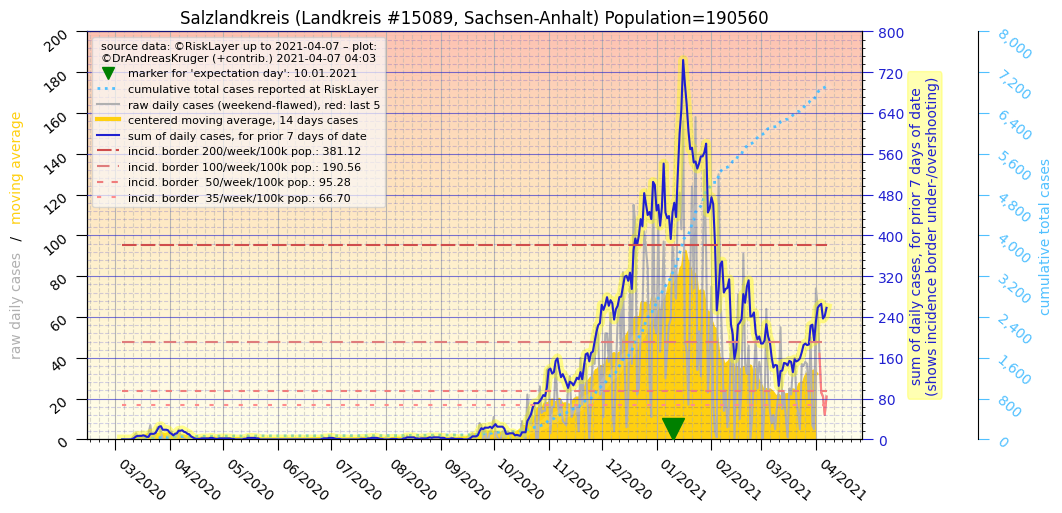 Salzlandkreis (Landkreis #15089, Sachsen-Anhalt) Population=190560
source data: ©RiskLayer up to 2021-04-07 – plot:
©DrAndreasKruger (+contrib.) 2021-04-07 04:03
marker for 'expectation day': 10.01.2021
cumulative total cases reported at RiskLayer
raw daily cases (weekend-flawed), red: last 5
centered moving average, 14 days cases
sum of daily cases, for prior 7 days of date
incid. border 200/week/100k pop.: 381.12
incid. border 100/week/100k pop.: 190.56
incid. border  50/week/100k pop.: 95.28
incid. border  35/week/100k pop.: 66.70
raw daily cases / moving average
200
180
160
140
120
100
80
60
40
20
0
03/2020
04/2020
05/2020
06/2020
07/2020
08/2020
09/2020
10/2020
11/2020
12/2020
01/2021
02/2021
03/2021
04/2021
800
720
640
560
480
400
320
240
160
80
0
sum of daily cases, for prior 7 days of date
(shows incidence border under-/overshooting)
8,000
7,200
6,400
5,600
4,800
4,000
3,200
2,400
1,600
800
0
cumulative total cases